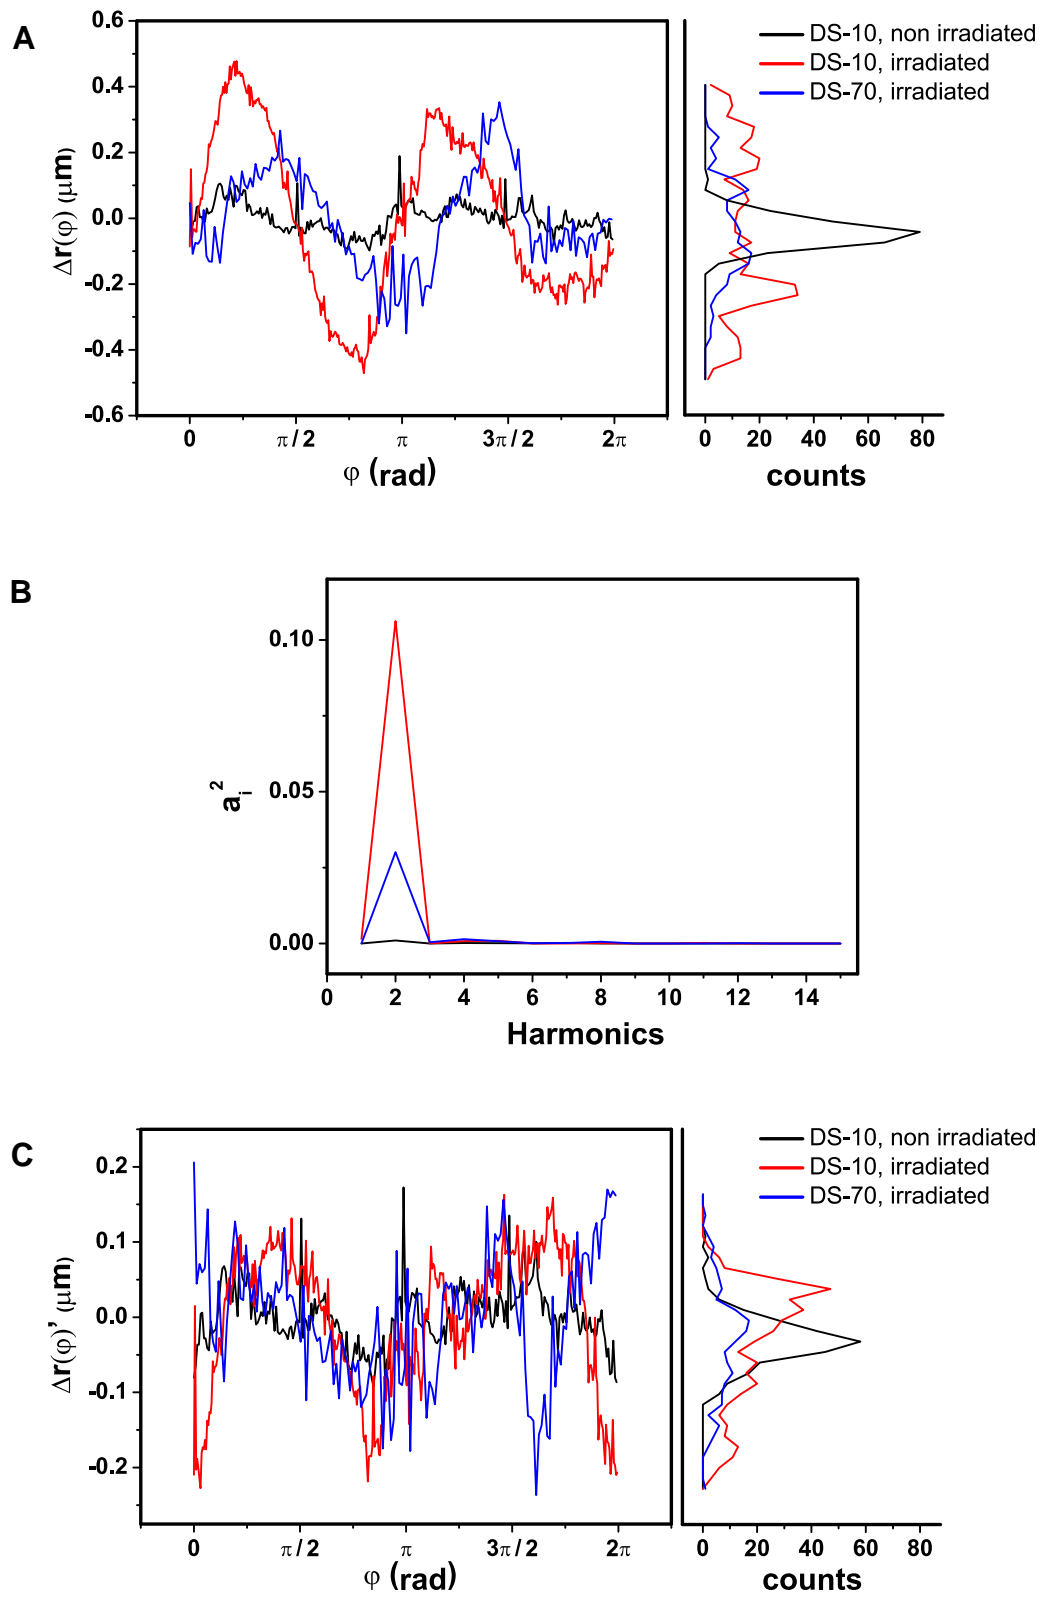 A
DS-10, non irradiated
DS-10, irradiated
DS-70, irradiated
0.6
0.4
0.2
0.0
-0.2
-0.4
-0.6
Δr(φ) (μm)
0 π/2 π 3π/2 2π
φ (rad)
0 20 40 60 80
counts
B
0.10
0.05
0.00
a_i^2
0 2 4 6 8 10 12 14
Harmonics
C
DS-10, non irradiated
DS-10, irradiated
DS-70, irradiated
0.2
0.1
0.0
-0.1
-0.2
Δr(φ)' (μm)
0 π/2 π 3π/2 2π
φ (rad)
0 20 40 60 80
counts